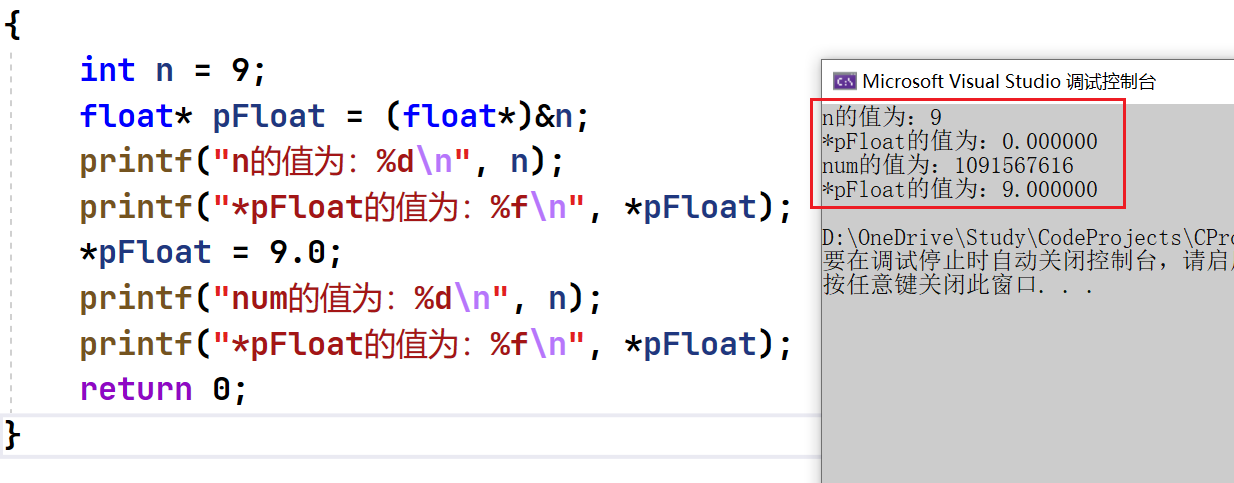 {
int n = 9;
float* pFloat = (float*)&n;
printf("n的值为：%d\n", n);
printf("*pFloat的值为：%f\n", *pFloat);
*pFloat = 9.0;
printf("num的值为：%d\n", n);
printf("*pFloat的值为：%f\n", *pFloat);
return 0;
}
Microsoft Visual Studio 调试控制台
n的值为：9
*pFloat的值为：0.000000
num的值为：1091567616
*pFloat的值为：9.000000
D:\OneDrive\Study\CodeProjects\CPro
要在调试停止时自动关闭控制台，请启
按任意键关闭此窗口. . .